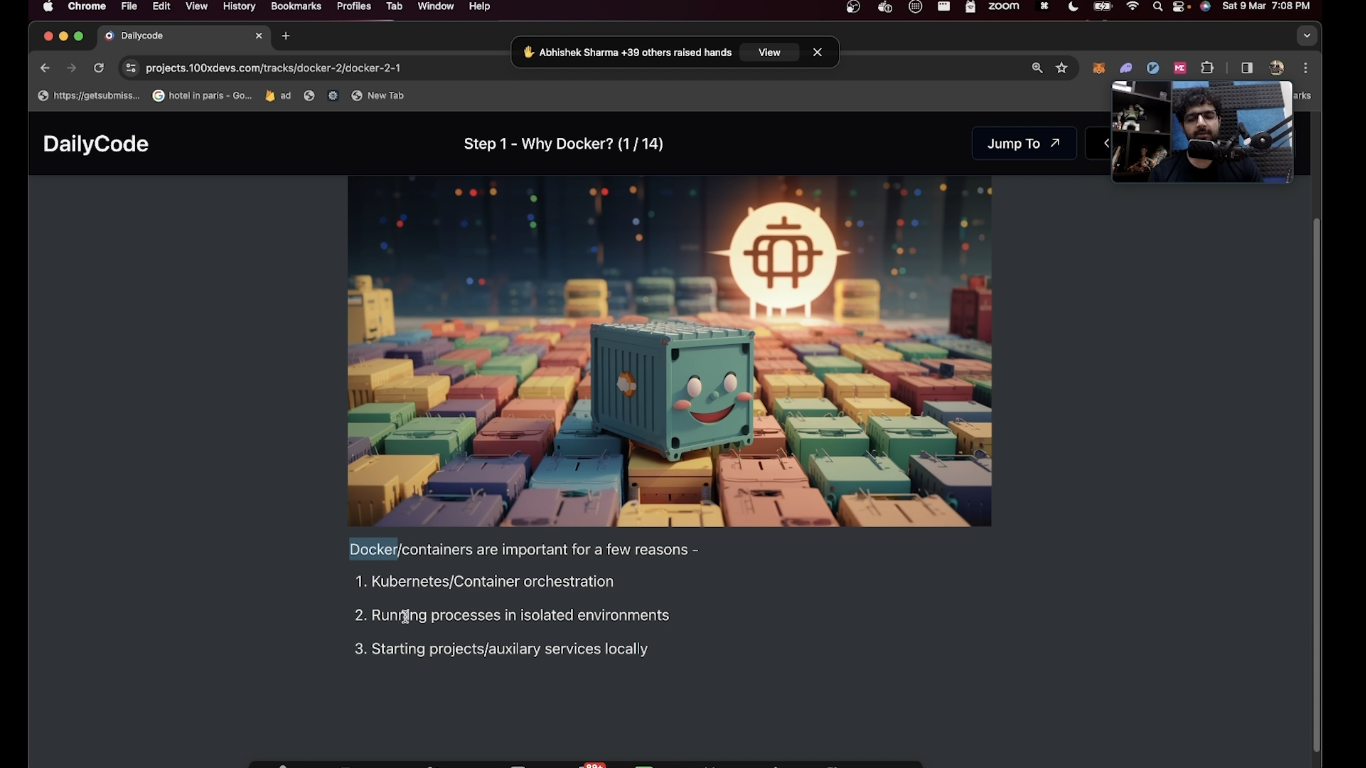 Chrome File Edit View History Bookmarks Profiles Tab Window Help zoom Sat 9 Mar 7:08 PM
Dailycode
Abhishek Sharma +39 others raised hands View
projects.100xdevs.com/tracks/docker-2/docker-2-1
https://getsubmiss... hotel in paris - Go... ad New Tab arks
DailyCode Step 1 - Why Docker? (1 / 14) Jump To
Docker/containers are important for a few reasons -
1. Kubernetes/Container orchestration
2. Running processes in isolated environments
3. Starting projects/auxilary services locally
99+